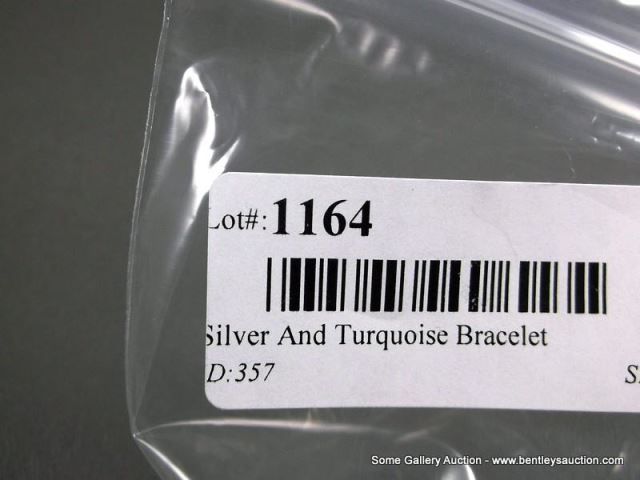 Lot#: 1164
Silver And Turquoise Bracelet
D:357
Some Gallery Auction - www.bentleysauction.com